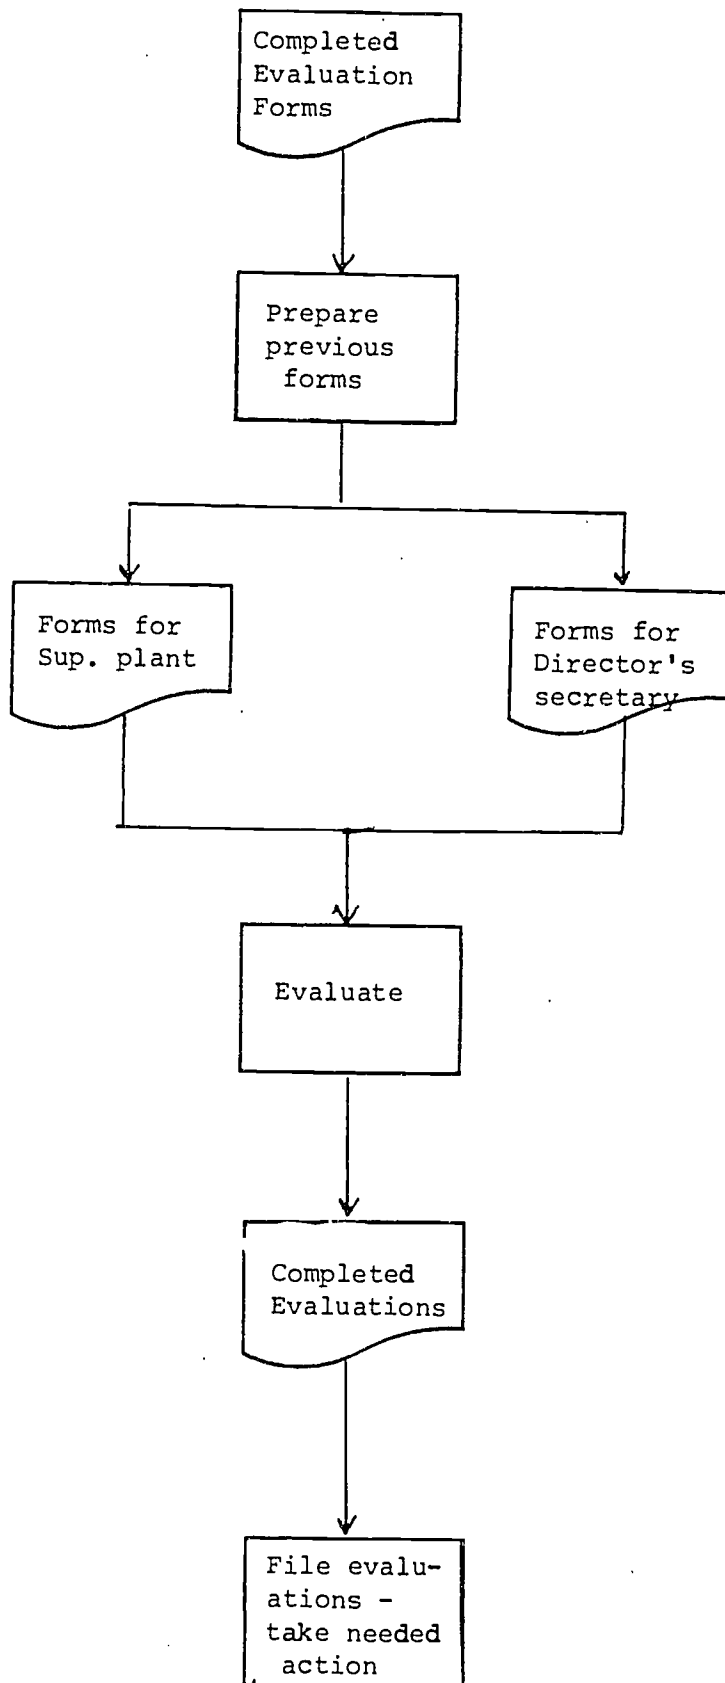 Completed
Evaluation
Forms
Prepare
previous
forms
Forms for
Sup. plant
Forms for
Director's
secretary
Evaluate
Completed
Evaluations
File evalu-
ations -
take needed
action